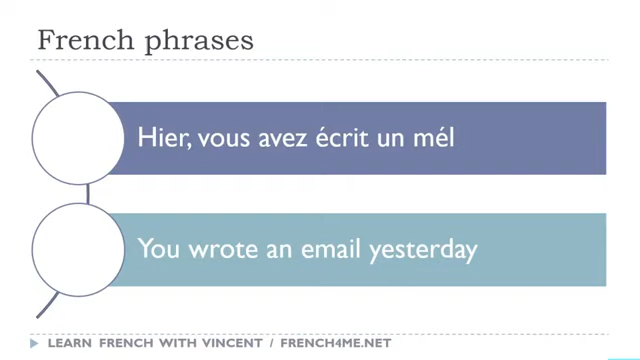 French phrases
Hier, vous avez écrit un mél
You wrote an email yesterday
LEARN FRENCH WITH VINCENT / FRENCH4ME.NET